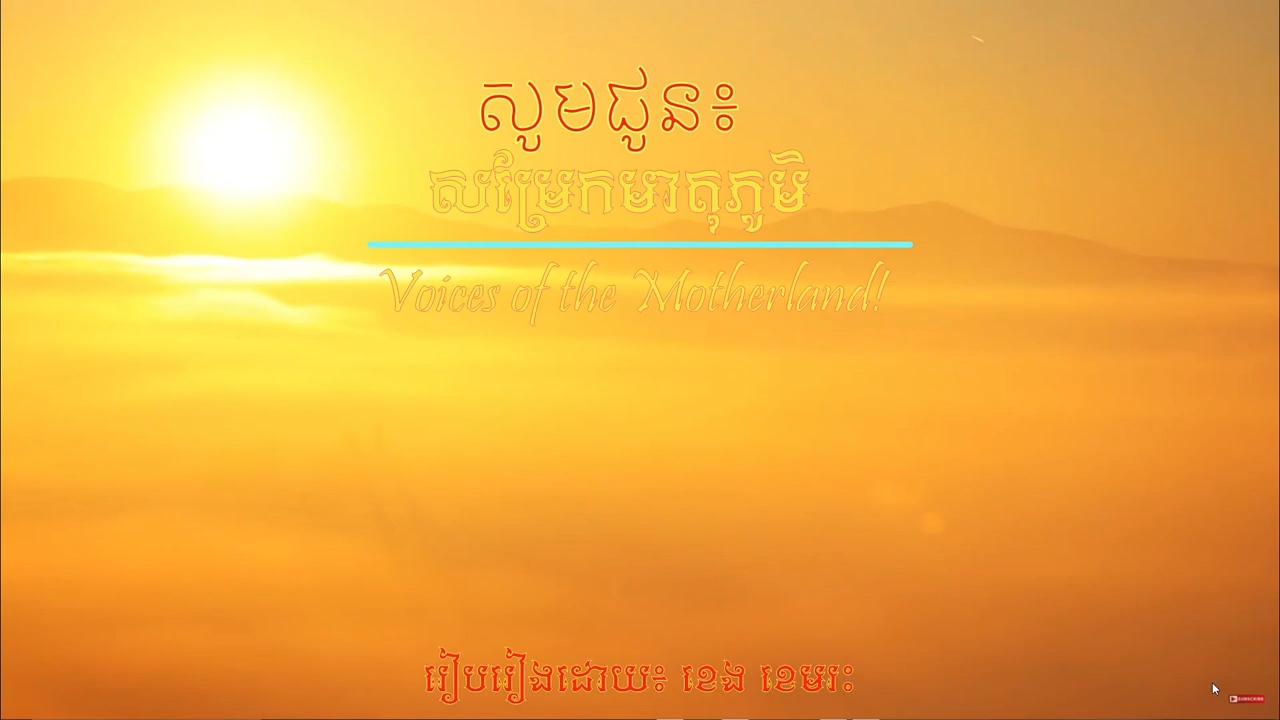 សូមជូន៖
សម្រែកមាតុភូមិ
Voices of the Motherland!
រៀបរៀងដោយ៖ ខេង ខេមរៈ
SUBSCRIBE